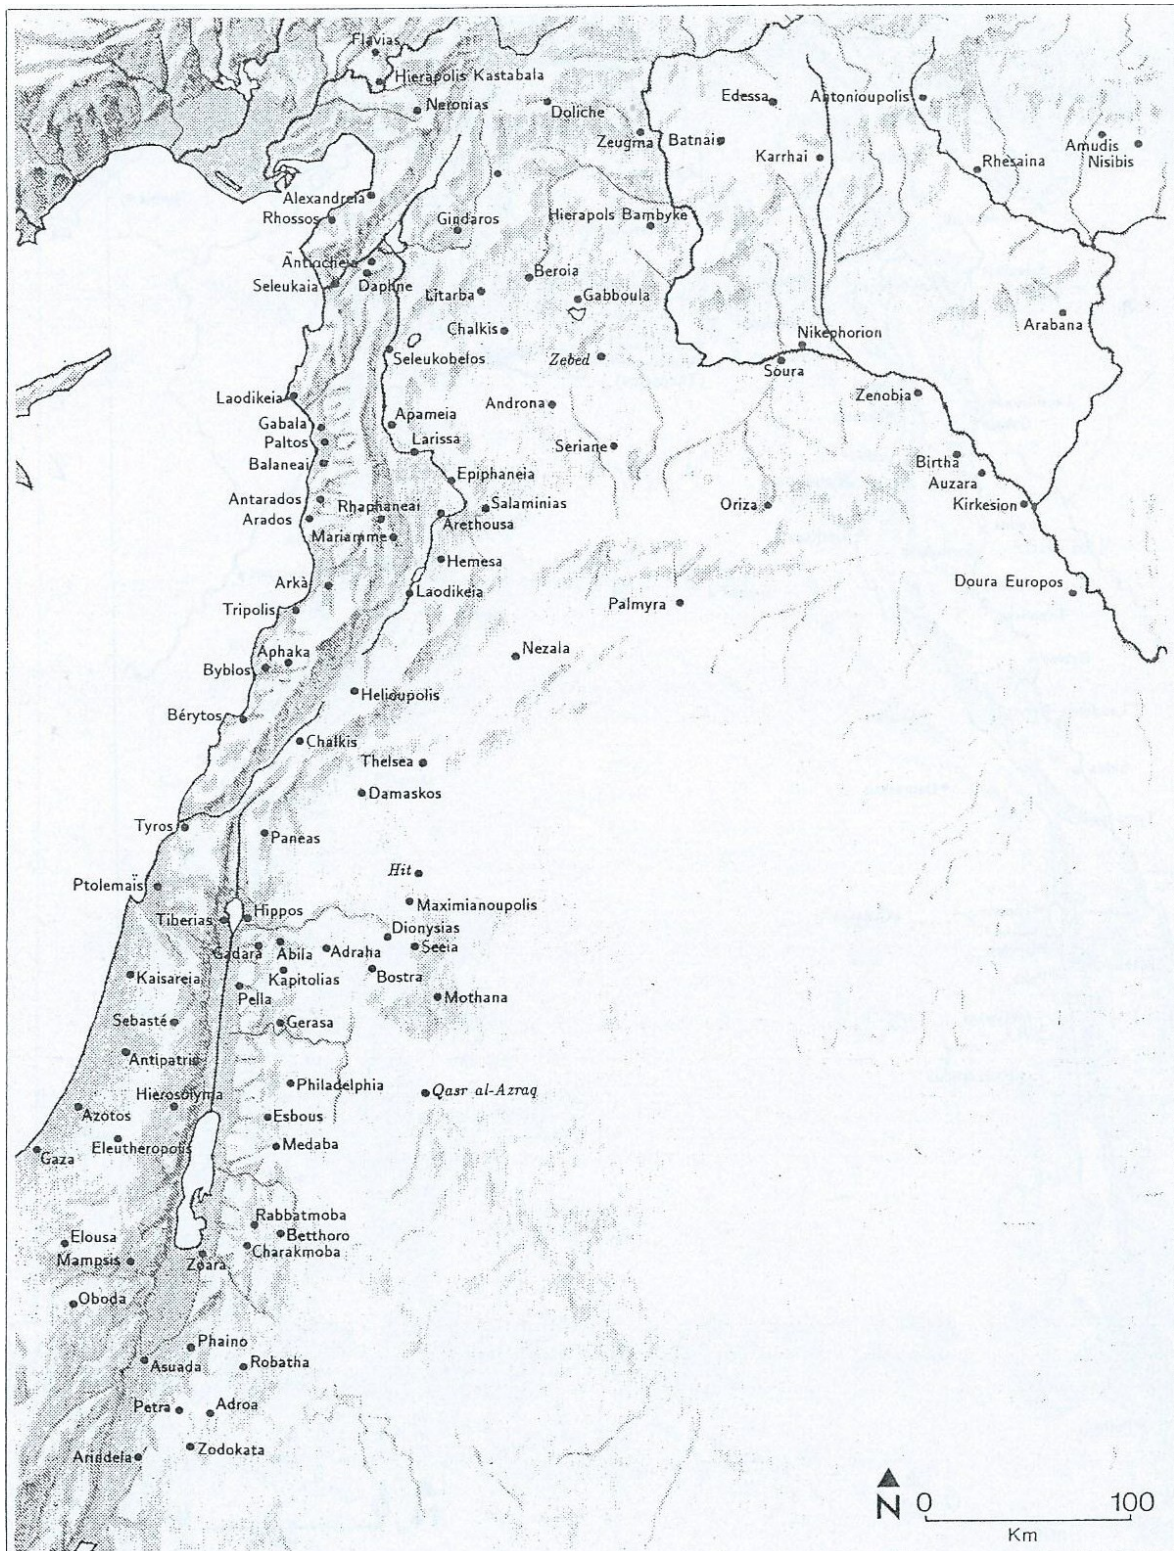 Flavias
Hierapolis Kastabala
Neronias
Doliche
Edessa
Antonioupolis
Zeugma
Batnai
Karrhai
Rhesaina
Amudis
Nisibis
Alexandreia
Rhossos
Gindaros
Hierapols Bambyke
Antiocheia
Daphne
Seleukaia
Litarba
Beroia
Gabboula
Arabana
Chalkis
Seleukobelos
Zebed
Nikephorion
Soura
Laodikeia
Zenobia
Androna
Gabala
Apameia
Paltos
Larissa
Seriane
Balaneai
Birtha
Auzara
Epiphaneia
Antarados
Rhaphaneai
Salaminias
Oriza
Kirkesion
Arados
Arethousa
Mariamme
Hemesa
Arkà
Laodikeia
Doura Europos
Tripolis
Palmyra
Nezala
Aphaka
Byblos
Helioupolis
Bérytos
Chalkis
Thelsea
Damaskos
Tyros
Paneas
Hit
Ptolemaïs
Maximianoupolis
Tiberias
Hippos
Dionysias
Gadara
Abila
Adraha
Seeia
Kaisareia
Kapitolias
Bostra
Pella
Mothana
Sebasté
Gerasa
Antipatris
Philadelphia
Qasr al-Azraq
Hierosolyma
Azotos
Esbous
Eleutheropolis
Medaba
Gaza
Rabbatmoba
Elousa
Betthoro
Mampsis
Zoara
Charakmoba
Oboda
Phaino
Asuada
Robatha
Petra
Adroa
Arindela
Zodokata
N
0 100
Km